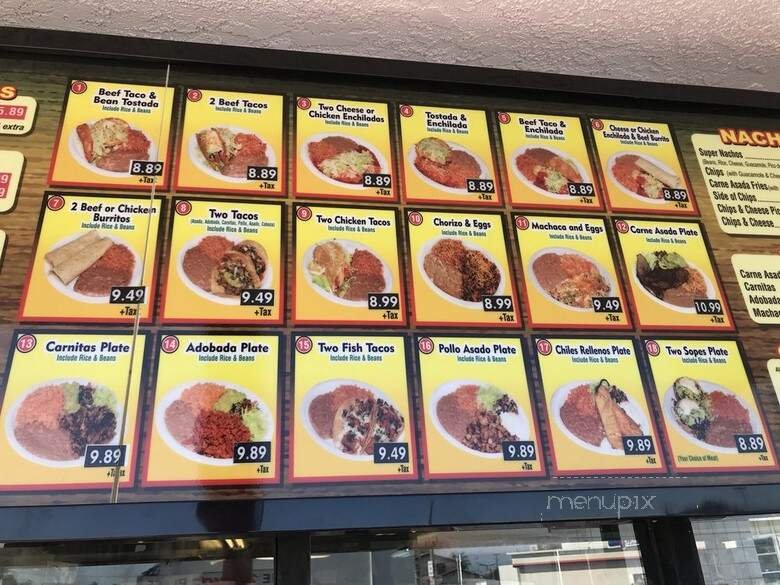 S
5.89
extra
1
Beef Taco &
Bean Tostada
Include Rice & Beans
8.89
+Tax
2
2 Beef Tacos
Include Rice & Beans
8.89
+Tax
3
Two Cheese or
Chicken Enchiladas
Include Rice & Beans
8.89
+Tax
4
Tostada &
Enchilada
Include Rice & Beans
8.89
+Tax
5
Beef Taco &
Enchilada
Include Rice & Beans
8.89
+Tax
6
Cheese or Chicken
Enchilada & Beef Burrito
Include Rice & Beans
8.89
+Tax
7
2 Beef or Chicken
Burritos
Include Rice & Beans
9.49
+Tax
8
Two Tacos
Include Rice & Beans
9.49
+Tax
9
Two Chicken Tacos
Include Rice & Beans
8.99
+Tax
10
Chorizo & Eggs
Include Rice & Beans
8.99
+Tax
11
Machaca and Eggs
Include Rice & Beans
9.49
+Tax
12
Carne Asada Plate
Include Rice & Beans
10.99
+Tax
13
Carnitas Plate
Include Rice & Beans
9.89
+Tax
14
Adobada Plate
Include Rice & Beans
9.89
+Tax
15
Two Fish Tacos
Include Rice & Beans
9.49
+Tax
16
Pollo Asado Plate
Include Rice & Beans
9.89
+Tax
17
Chiles Rellenos Plate
Include Rice & Beans
9.89
+Tax
18
Two Sopes Plate
Include Rice & Beans
8.89
(Your Choice of Meat)
+Tax
NACH
Super Nachos
Chips (with Guacamole & Chee
Carne Asada Fries
Side of Chips
Chips & Cheese
Chips & Cheese
Carne Asad
Carnitas
Adobada
Machac
menupix